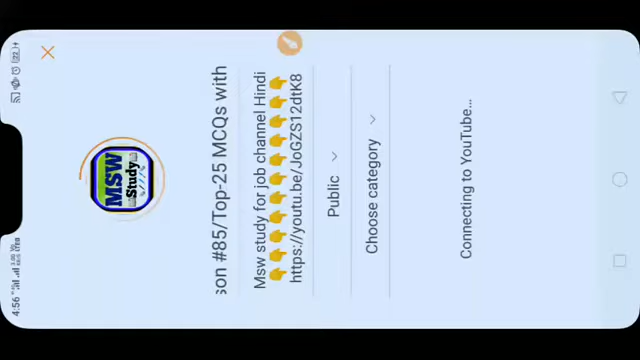 4:56
MSW
Study
son #85/Top-25 MCQs with
Msw study for job channel Hindi
👉👉👉👉👉👉👉👉👉👉👉
👉👉👉👉👉👉👉👉👉👉👉
https://youtu.be/JoGZS12dtK8
Public
Choose category
Connecting to YouTube...